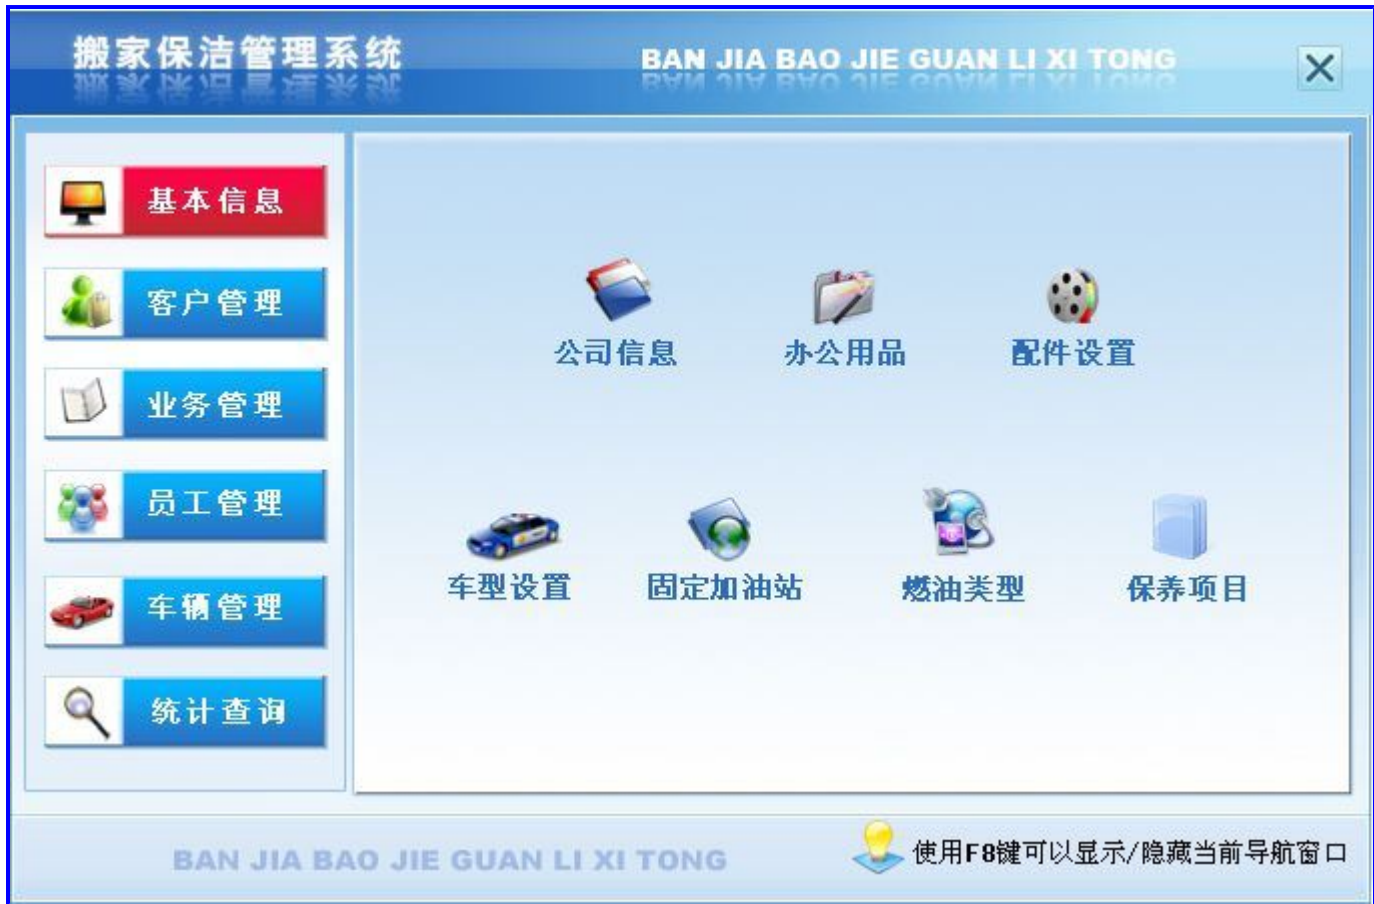 搬家保洁管理系统
BAN JIA BAO JIE GUAN LI XI TONG
基本信息
客户管理
业务管理
员工管理
车辆管理
统计查询
公司信息
办公用品
配件设置
车型设置
固定加油站
燃油类型
保养项目
BAN JIA BAO JIE GUAN LI XI TONG
使用F8键可以显示/隐藏当前导航窗口